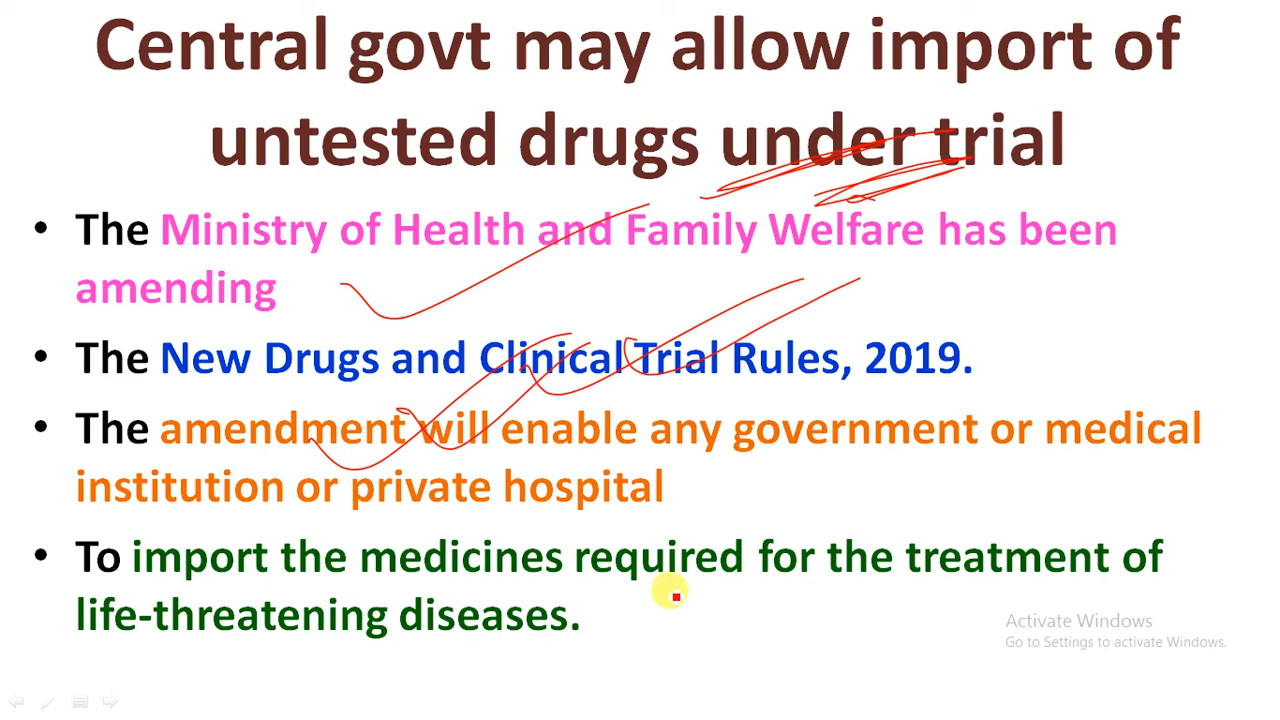 Central govt may allow import of
untested drugs under trial
• The Ministry of Health and Family Welfare has been
amending
• The New Drugs and Clinical Trial Rules, 2019.
• The amendment will enable any government or medical
institution or private hospital
• To import the medicines required for the treatment of
life-threatening diseases.
Activate Windows
Go to Settings to activate Windows.